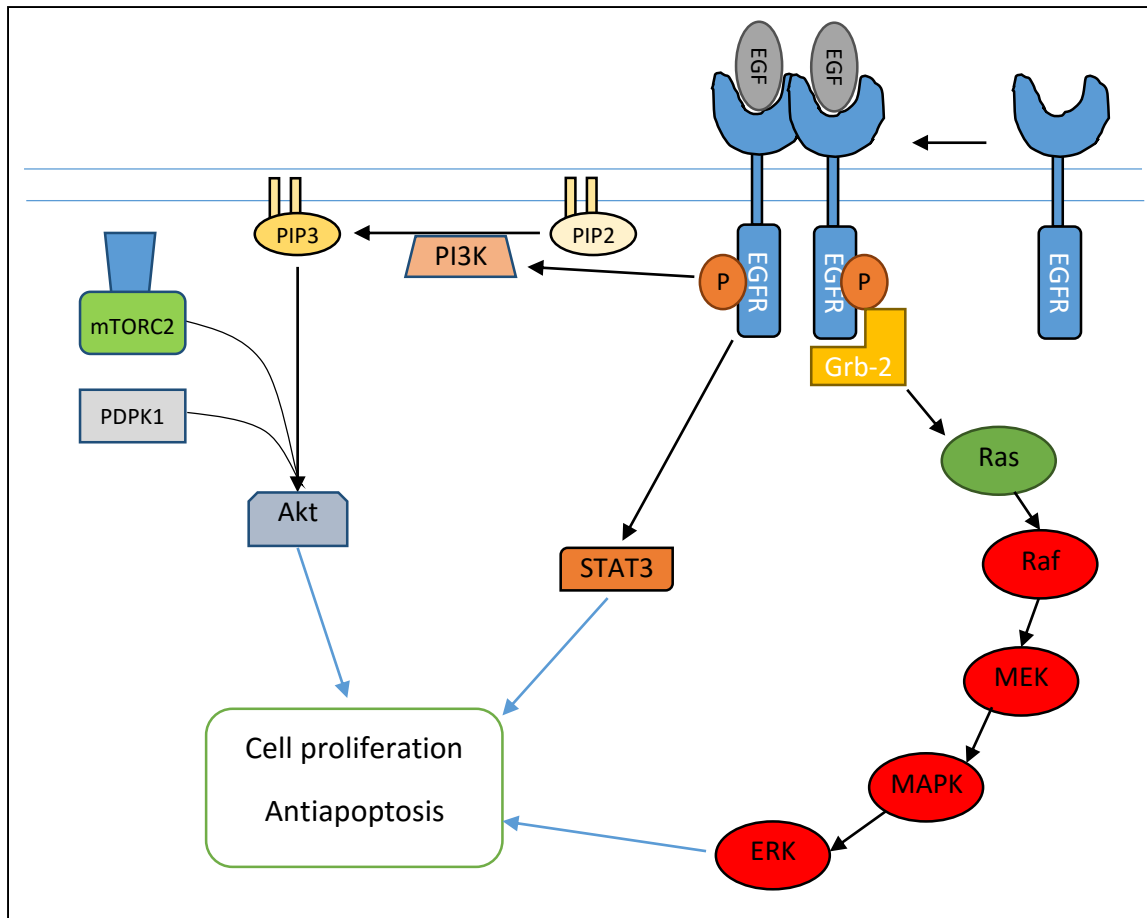 EGF
EGF
PIP3
PIP2
PI3K
P
EGFR
EGFR
P
EGFR
mTORC2
Grb-2
PDPK1
Ras
Akt
STAT3
Raf
MEK
Cell proliferation
Antiapoptosis
MAPK
ERK